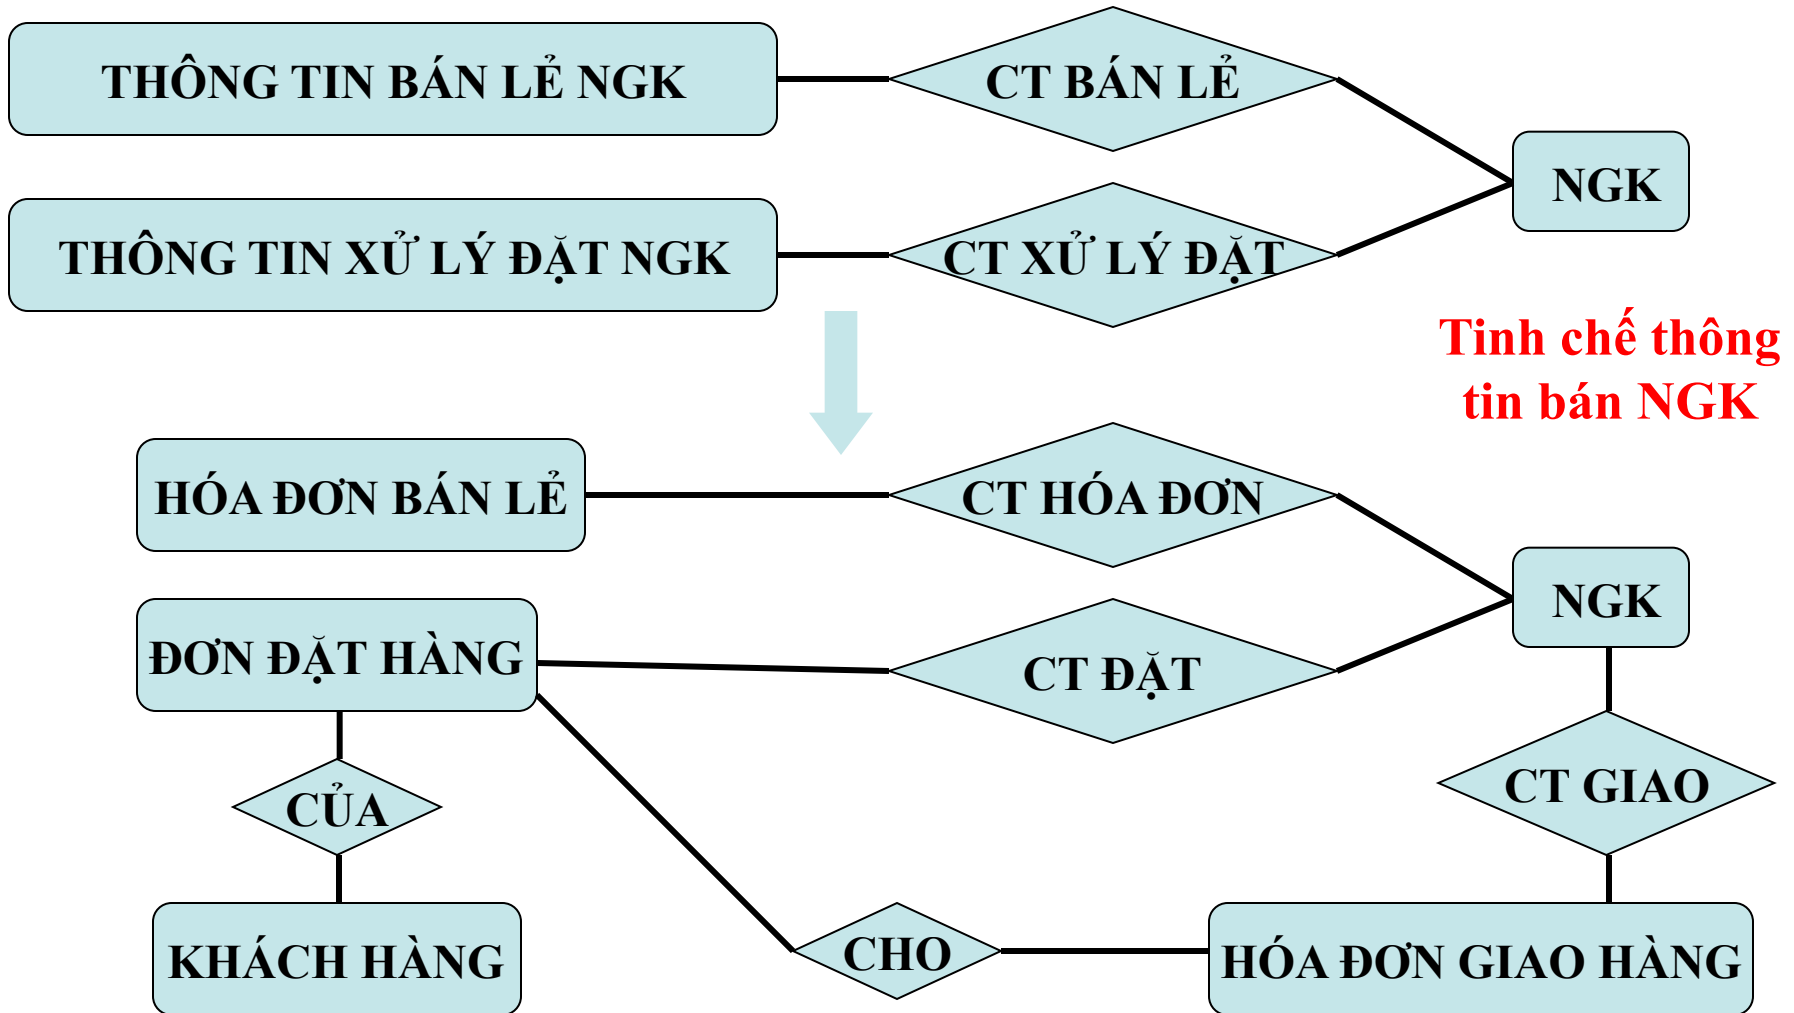 THÔNG TIN BÁN LẺ NGK
CT BÁN LẺ
NGK
THÔNG TIN XỬ LÝ ĐẶT NGK
CT XỬ LÝ ĐẶT
Tinh chế thông
tin bán NGK
HÓA ĐƠN BÁN LẺ
CT HÓA ĐƠN
NGK
ĐƠN ĐẶT HÀNG
CT ĐẶT
CỦA
CT GIAO
KHÁCH HÀNG
CHO
HÓA ĐƠN GIAO HÀNG